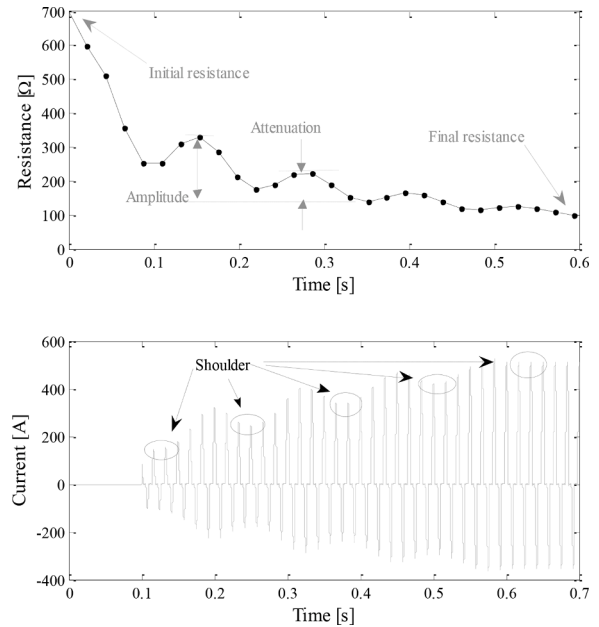 700
600
500
400
300
200
100
0
Resistance [Ω]
Initial resistance
Attenuation
Amplitude
Final resistance
0 0.1 0.2 0.3 0.4 0.5 0.6
Time [s]
600
400
200
0
-200
-400
Current [A]
Shoulder
0 0.1 0.2 0.3 0.4 0.5 0.6 0.7
Time [s]